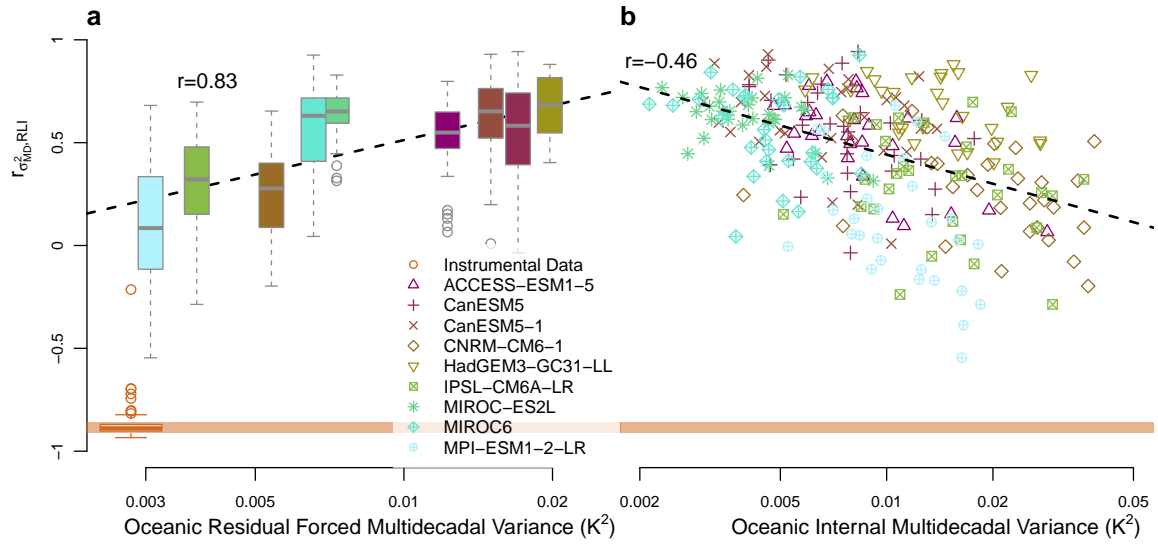 a
b
r=0.83
r=−0.46
r σ²MD,RLI
1
0.5
0
−0.5
−1
Instrumental Data
ACCESS−ESM1−5
CanESM5
CanESM5−1
CNRM−CM6−1
HadGEM3−GC31−LL
IPSL−CM6A−LR
MIROC−ES2L
MIROC6
MPI−ESM1−2−LR
0.003 0.005 0.01 0.02
0.002 0.005 0.01 0.02 0.05
Oceanic Residual Forced Multidecadal Variance (K²)
Oceanic Internal Multidecadal Variance (K²)